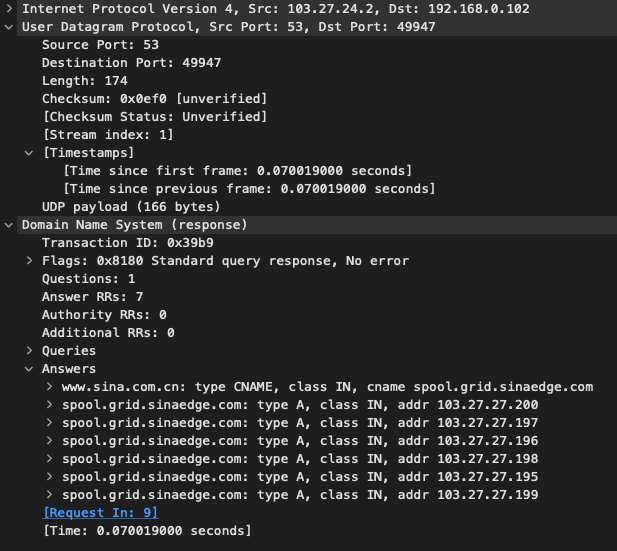 Internet Protocol Version 4, Src: 103.27.24.2, Dst: 192.168.0.102
User Datagram Protocol, Src Port: 53, Dst Port: 49947
Source Port: 53
Destination Port: 49947
Length: 174
Checksum: 0x0ef0 [unverified]
[Checksum Status: Unverified]
[Stream index: 1]
[Timestamps]
[Time since first frame: 0.070019000 seconds]
[Time since previous frame: 0.070019000 seconds]
UDP payload (166 bytes)
Domain Name System (response)
Transaction ID: 0x39b9
Flags: 0x8180 Standard query response, No error
Questions: 1
Answer RRs: 7
Authority RRs: 0
Additional RRs: 0
Queries
Answers
www.sina.com.cn: type CNAME, class IN, cname spool.grid.sinaedge.com
spool.grid.sinaedge.com: type A, class IN, addr 103.27.27.200
spool.grid.sinaedge.com: type A, class IN, addr 103.27.27.197
spool.grid.sinaedge.com: type A, class IN, addr 103.27.27.196
spool.grid.sinaedge.com: type A, class IN, addr 103.27.27.198
spool.grid.sinaedge.com: type A, class IN, addr 103.27.27.195
spool.grid.sinaedge.com: type A, class IN, addr 103.27.27.199
[Request In: 9]
[Time: 0.070019000 seconds]